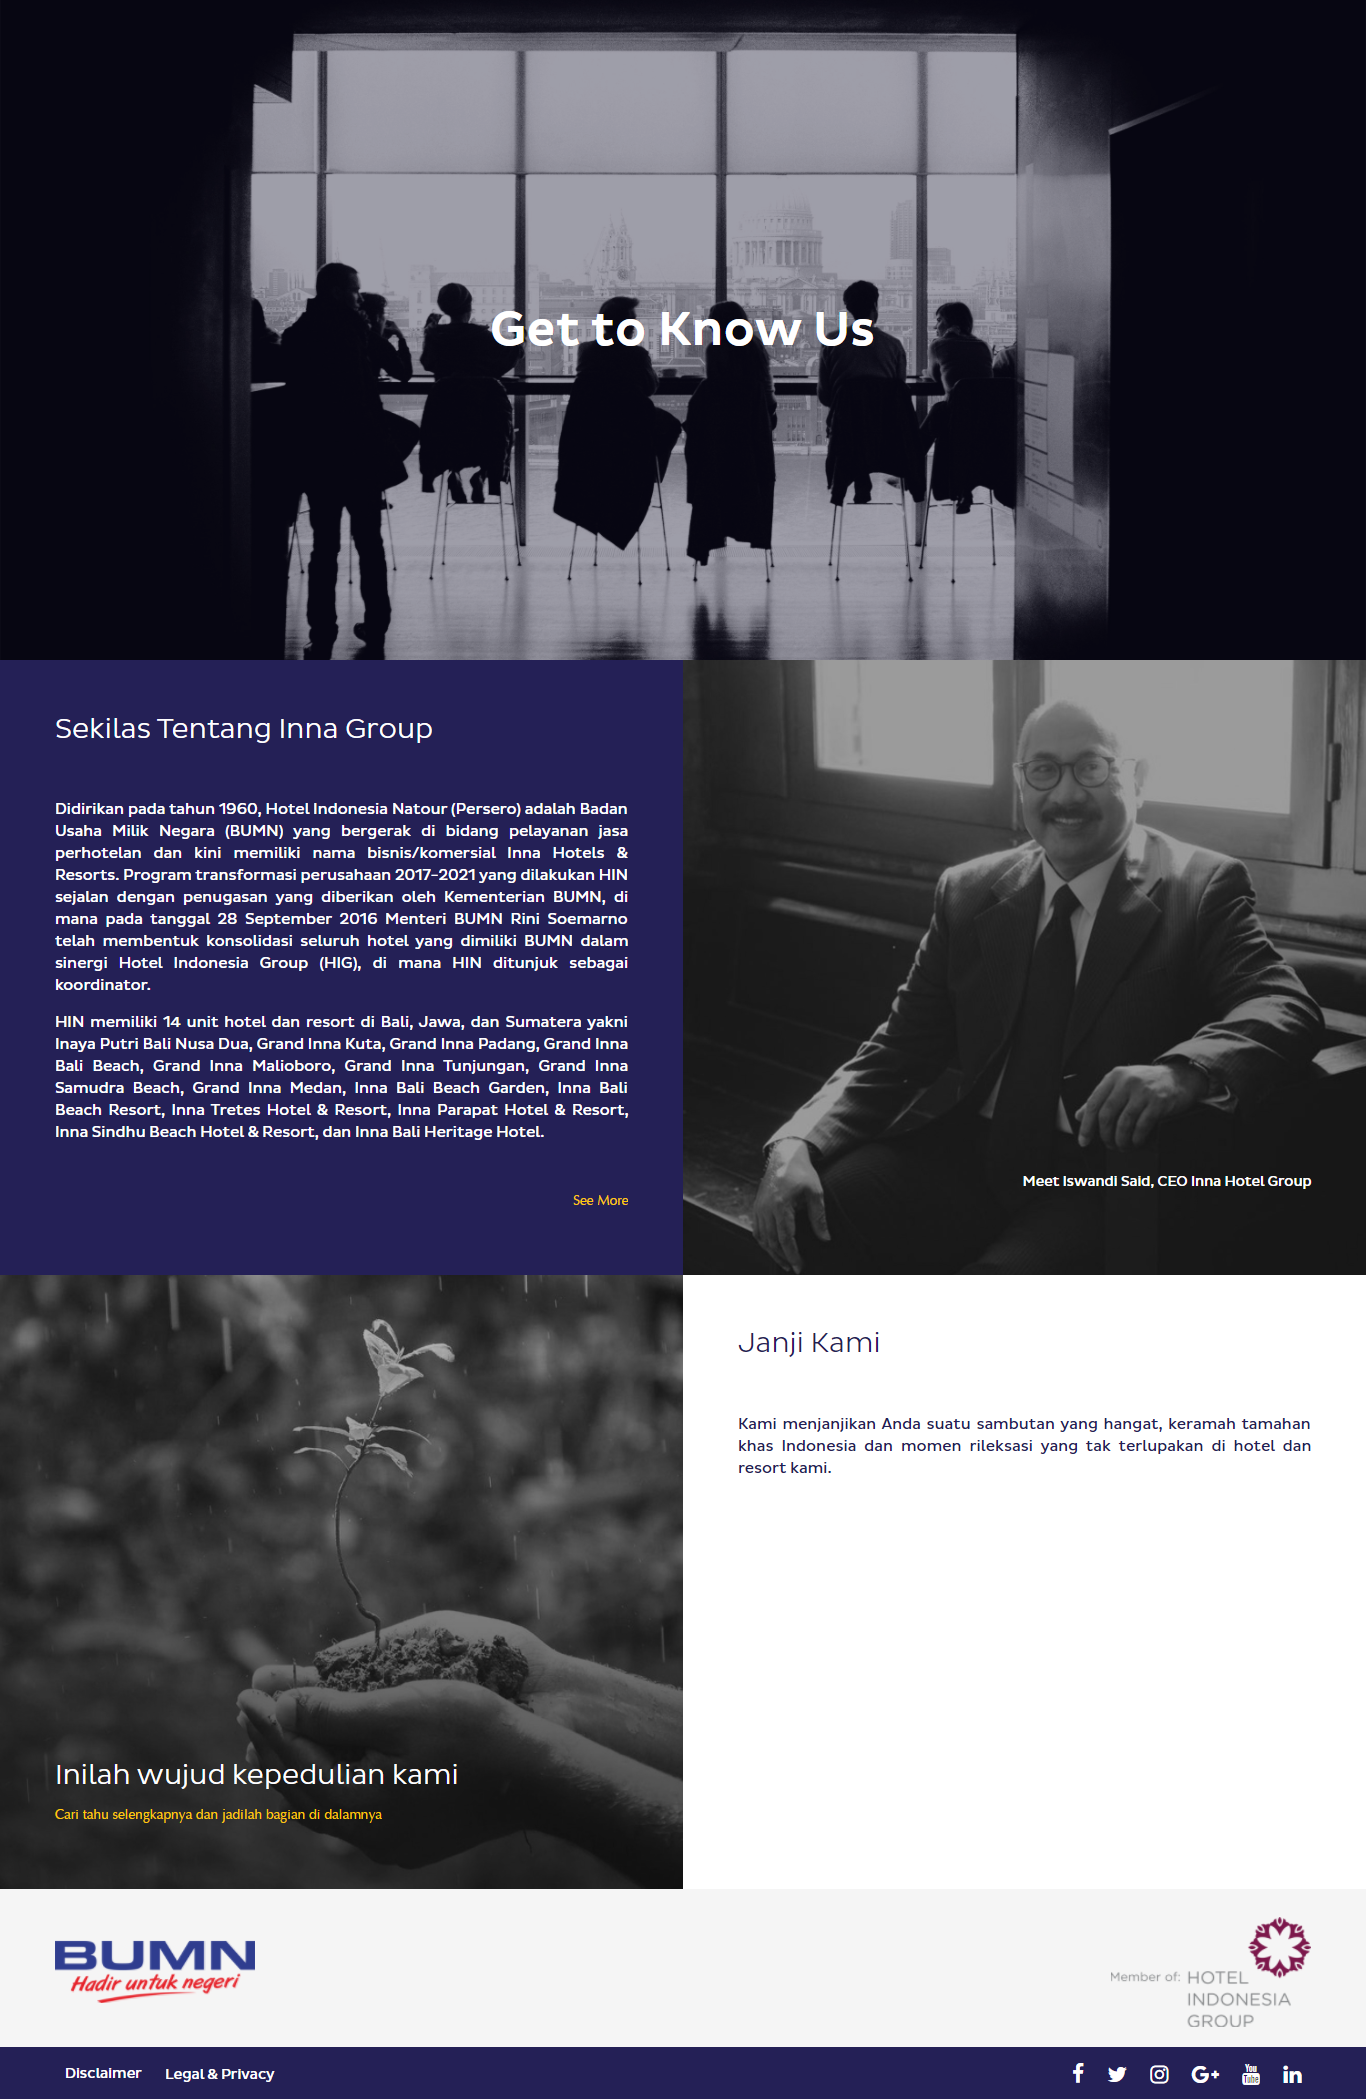 Get to Know Us
Sekilas Tentang Inna Group
Didirikan pada tahun 1960, Hotel Indonesia Natour (Persero) adalah Badan
Usaha Milik Negara (BUMN) yang bergerak di bidang pelayanan jasa
perhotelan dan kini memiliki nama bisnis/komersial Inna Hotels &
Resorts. Program transformasi perusahaan 2017-2021 yang dilakukan HIN
sejalan dengan penugasan yang diberikan oleh Kementerian BUMN, di
mana pada tanggal 28 September 2016 Menteri BUMN Rini Soemarno
telah membentuk konsolidasi seluruh hotel yang dimiliki BUMN dalam
sinergi Hotel Indonesia Group (HIG), di mana HIN ditunjuk sebagai
koordinator.
HIN memiliki 14 unit hotel dan resort di Bali, Jawa, dan Sumatera yakni
Inaya Putri Bali Nusa Dua, Grand Inna Kuta, Grand Inna Padang, Grand Inna
Bali Beach, Grand Inna Malioboro, Grand Inna Tunjungan, Grand Inna
Samudra Beach, Grand Inna Medan, Inna Bali Beach Garden, Inna Bali
Beach Resort, Inna Tretes Hotel & Resort, Inna Parapat Hotel & Resort,
Inna Sindhu Beach Hotel & Resort, dan Inna Bali Heritage Hotel.
See More
Meet Iswandi Said, CEO Inna Hotel Group
Inilah wujud kepedulian kami
Cari tahu selengkapnya dan jadilah bagian di dalamnya
Janji Kami
Kami menjanjikan Anda suatu sambutan yang hangat, keramah tamahan
khas Indonesia dan momen rileksasi yang tak terlupakan di hotel dan
resort kami.
BUMN
Hadir untuk negeri
Member of: HOTEL
INDONESIA
GROUP
Disclaimer Legal & Privacy
You
Tube